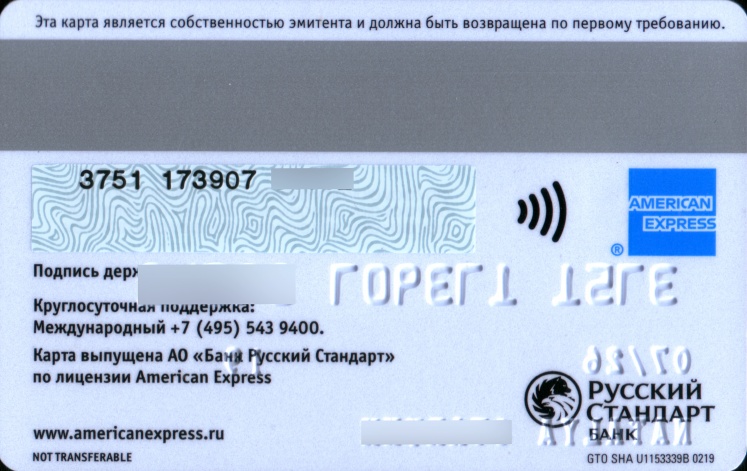 Эта карта является собственностью эмитента и должна быть возвращена по первому требованию.
3751 173907
AMERICAN
EXPRESS
®
Подпись
Круглосуточная поддержка:
Международный +7 (495) 543 9400.
Карта выпущена АО «Банк Русский Стандарт»
по лицензии American Express
07/26
РУССКИЙ
СТАНДАРТ
БАНК
www.americanexpress.ru
NOT TRANSFERABLE
GTO SHA U1153339B 0219